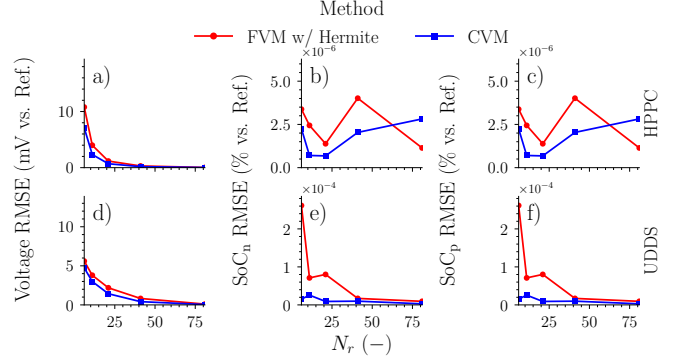 Method
FVM w/ Hermite
CVM
Voltage RMSE (mV vs. Ref.)
SoCn RMSE (% vs. Ref.)
SoCp RMSE (% vs. Ref.)
a)
10
0
b)
×10⁻⁶
5.0
2.5
0.0
c)
×10⁻⁶
5.0
2.5
0.0
HPPC
d)
10
5
0
25
50
75
e)
×10⁻⁴
2
1
0
25
50
75
f)
×10⁻⁴
2
1
0
25
50
75
UDDS
Nr (−)